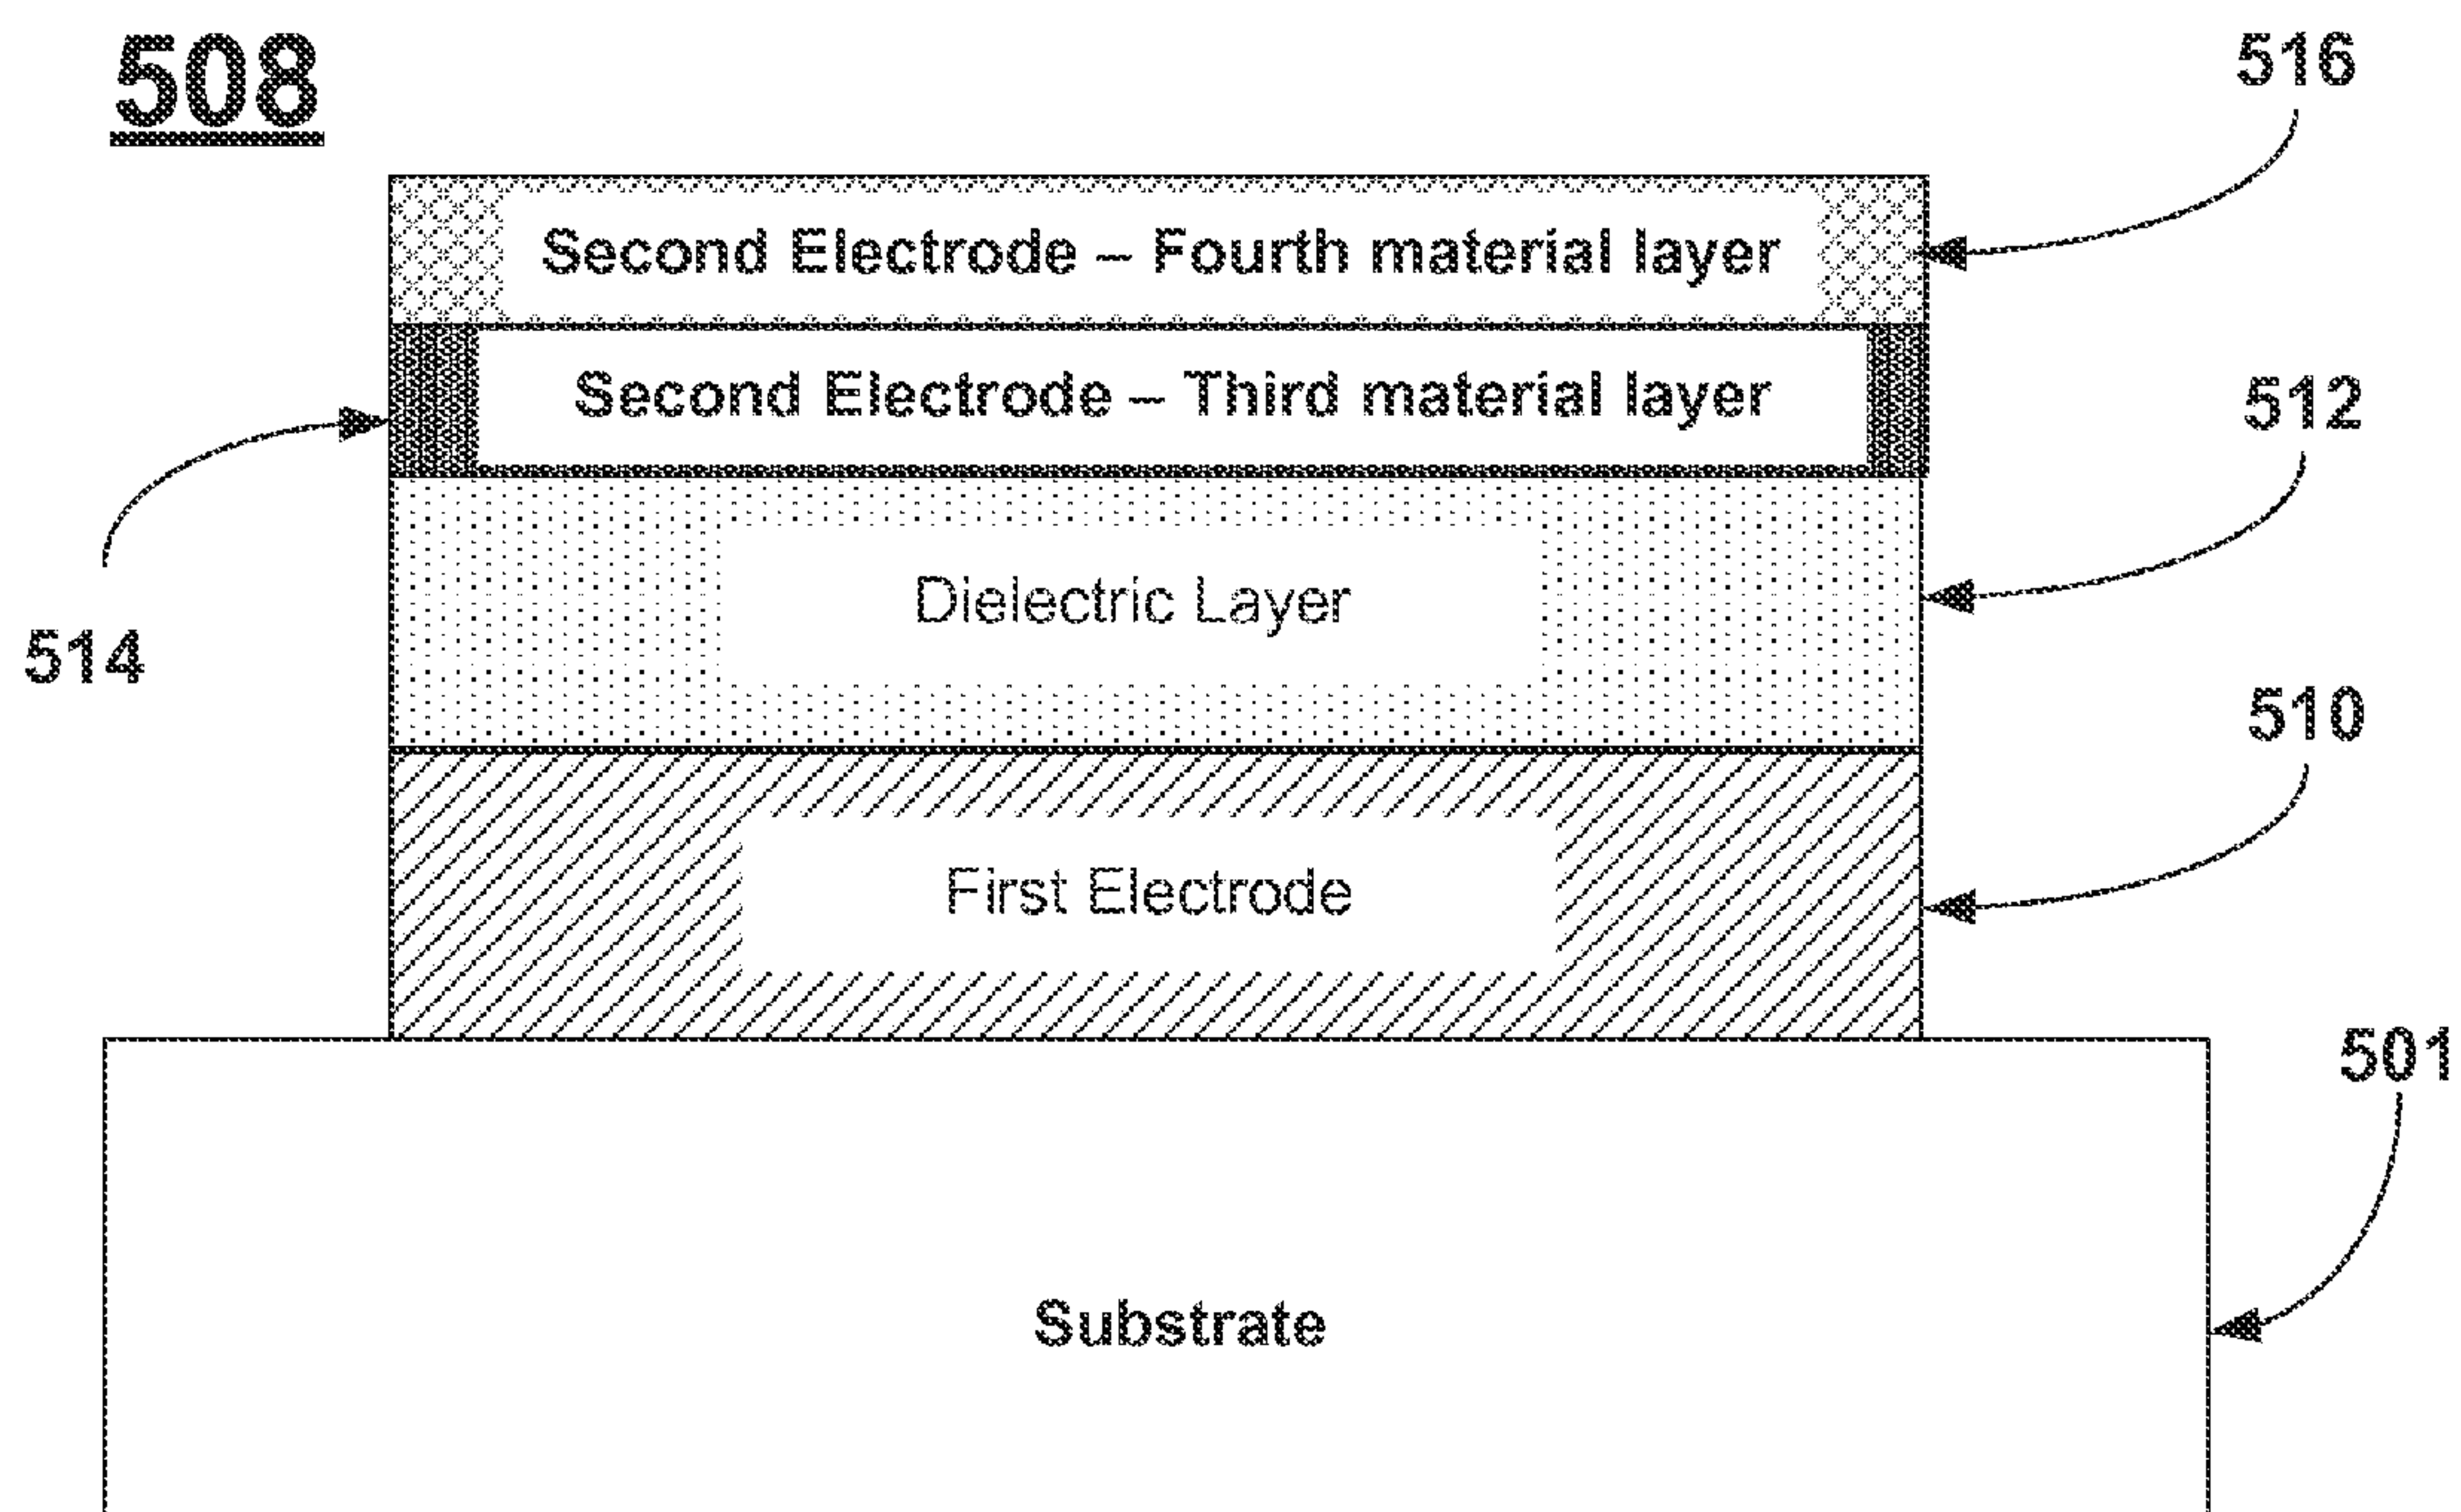 508
516
Second Electrode – Fourth material layer
Second Electrode – Third material layer
512
Dielectric Layer
514
510
First Electrode
501
Substrate